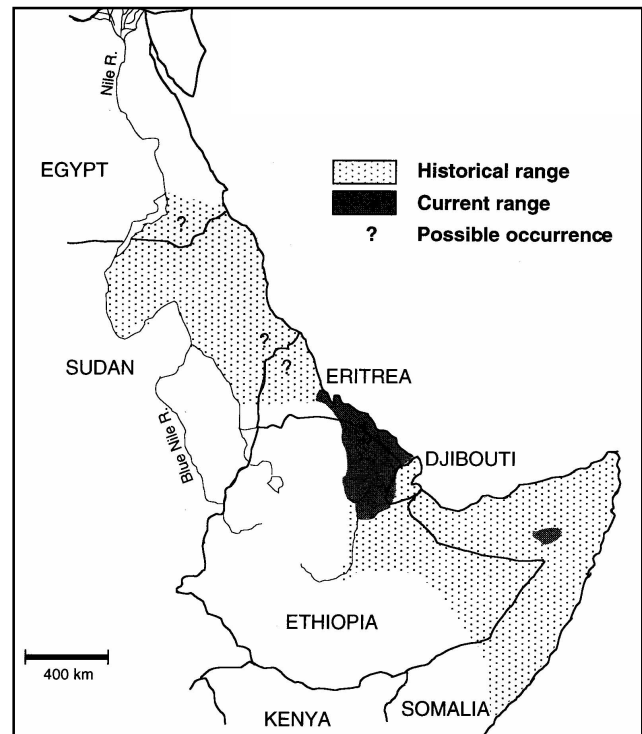 Nile R.
EGYPT
Historical range
Current range
? Possible occurrence
?
?
?
SUDAN
ERITREA
Blue Nile R.
DJIBOUTI
ETHIOPIA
400 km
SOMALIA
KENYA